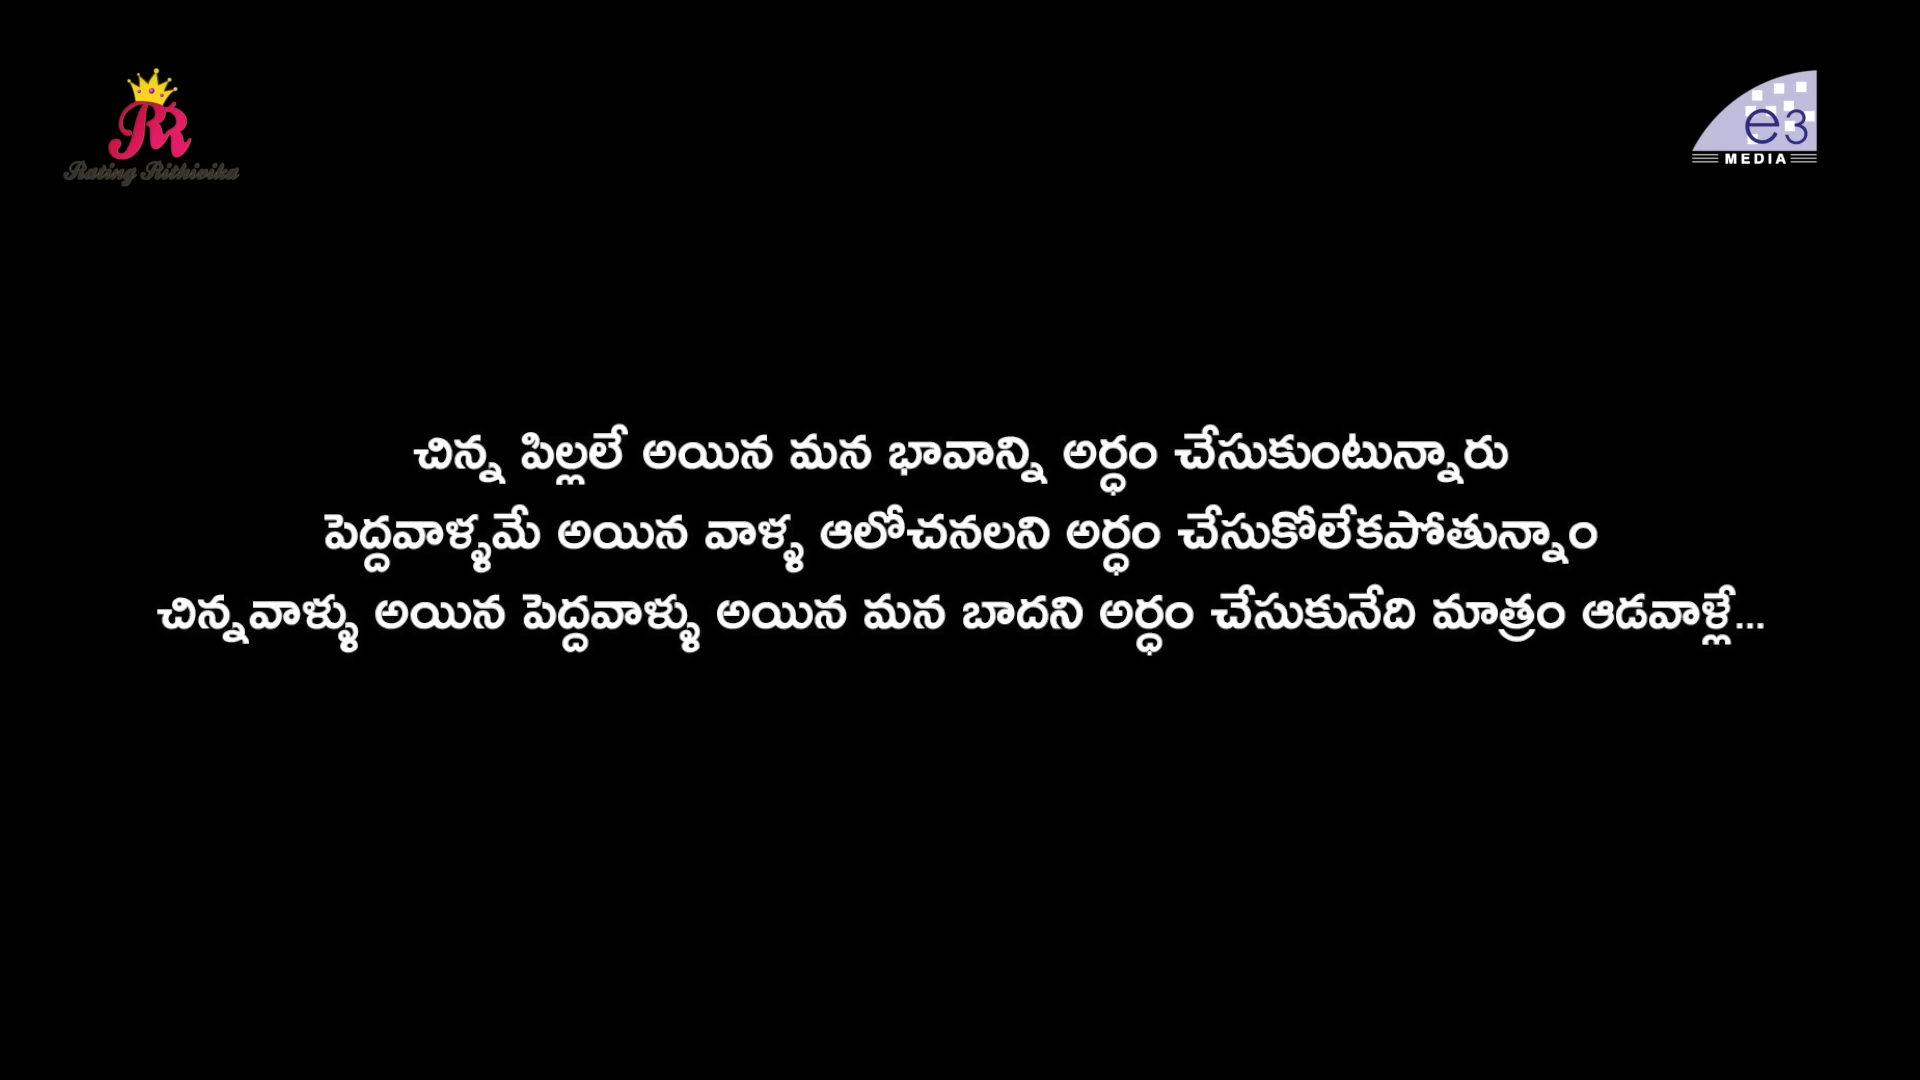 Rating Rithivika
e3
MEDIA
చిన్న పిల్లలే అయిన మన భావాన్ని అర్ధం చేసుకుంటున్నారు
పెద్దవాళ్ళమే అయిన వాళ్ళ ఆలోచనలని అర్ధం చేసుకోలేకపోతున్నాం
చిన్నవాళ్ళు అయిన పెద్దవాళ్ళు అయిన మన బాదని అర్ధం చేసుకునేది మాత్రం ఆడవాళ్లే...